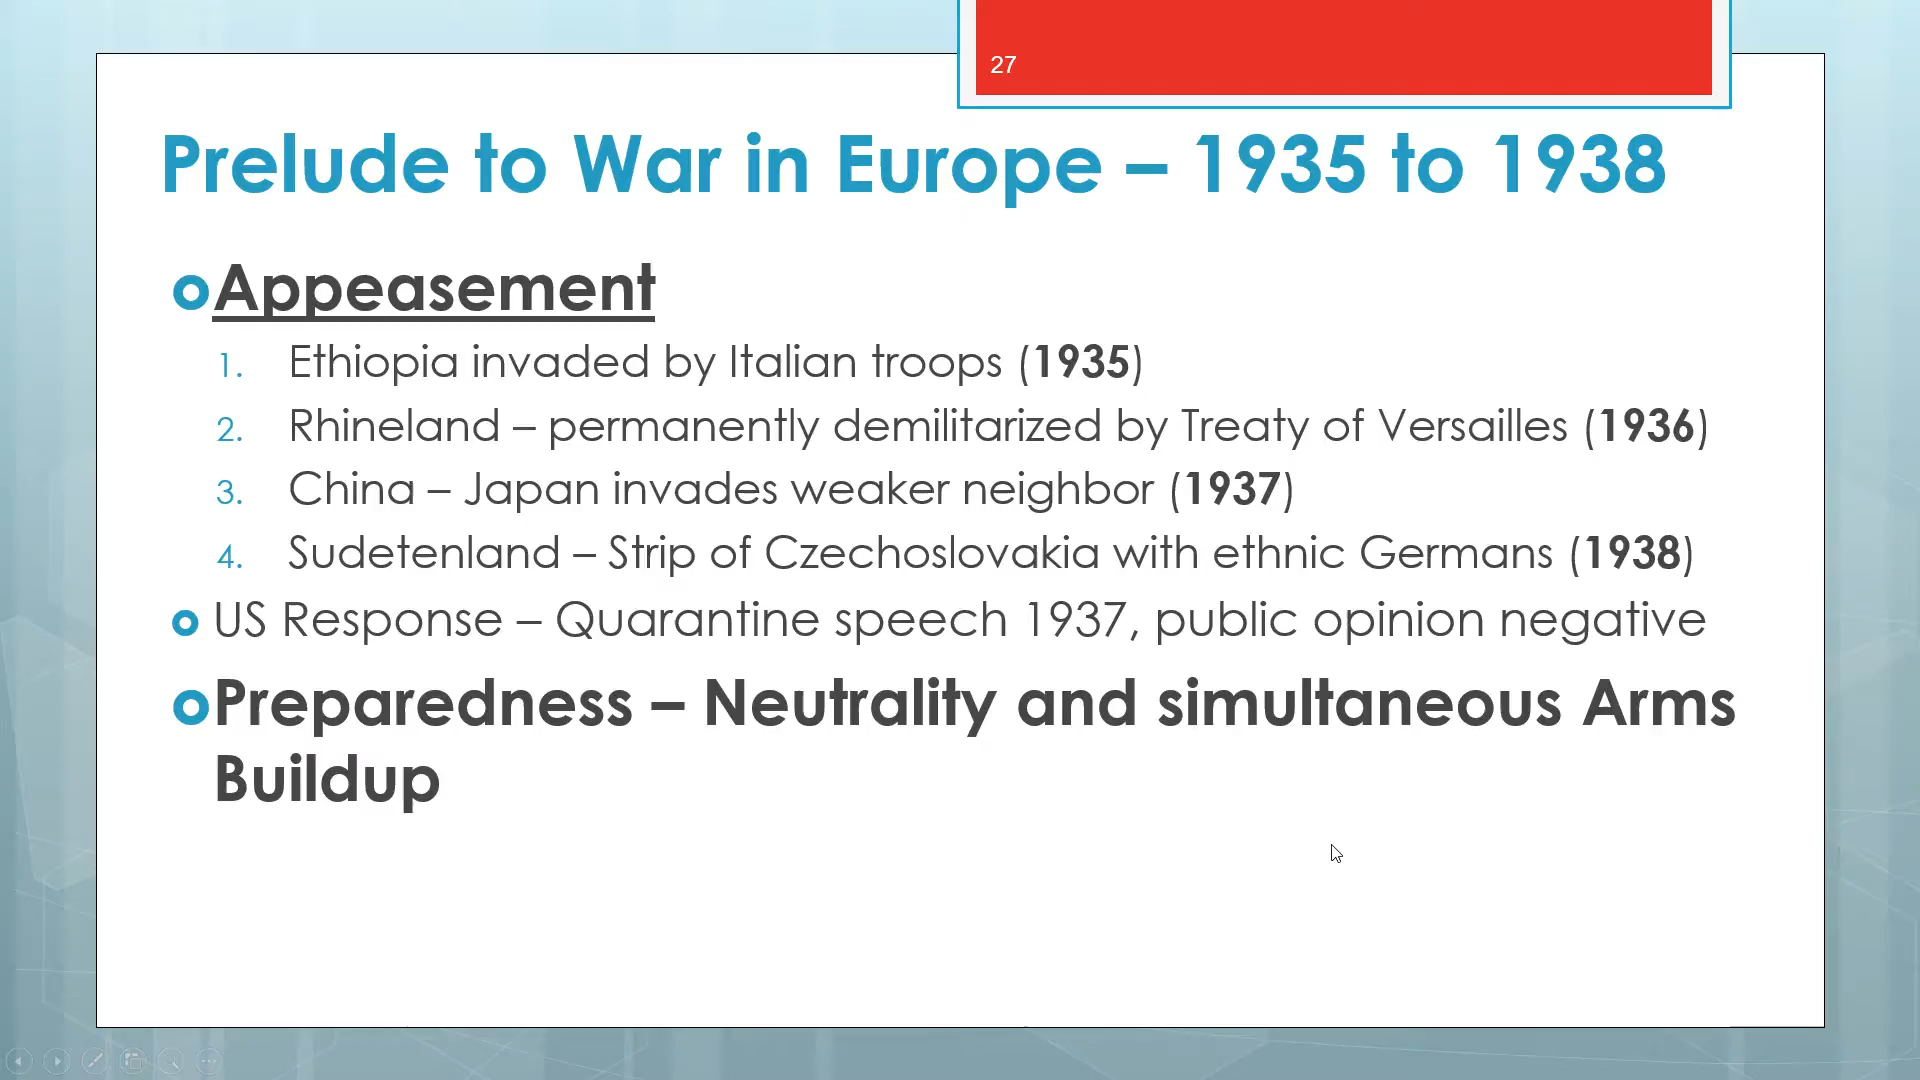 27
Prelude to War in Europe – 1935 to 1938
Appeasement
1. Ethiopia invaded by Italian troops (1935)
2. Rhineland – permanently demilitarized by Treaty of Versailles (1936)
3. China – Japan invades weaker neighbor (1937)
4. Sudetenland – Strip of Czechoslovakia with ethnic Germans (1938)
US Response – Quarantine speech 1937, public opinion negative
Preparedness – Neutrality and simultaneous Arms
Buildup